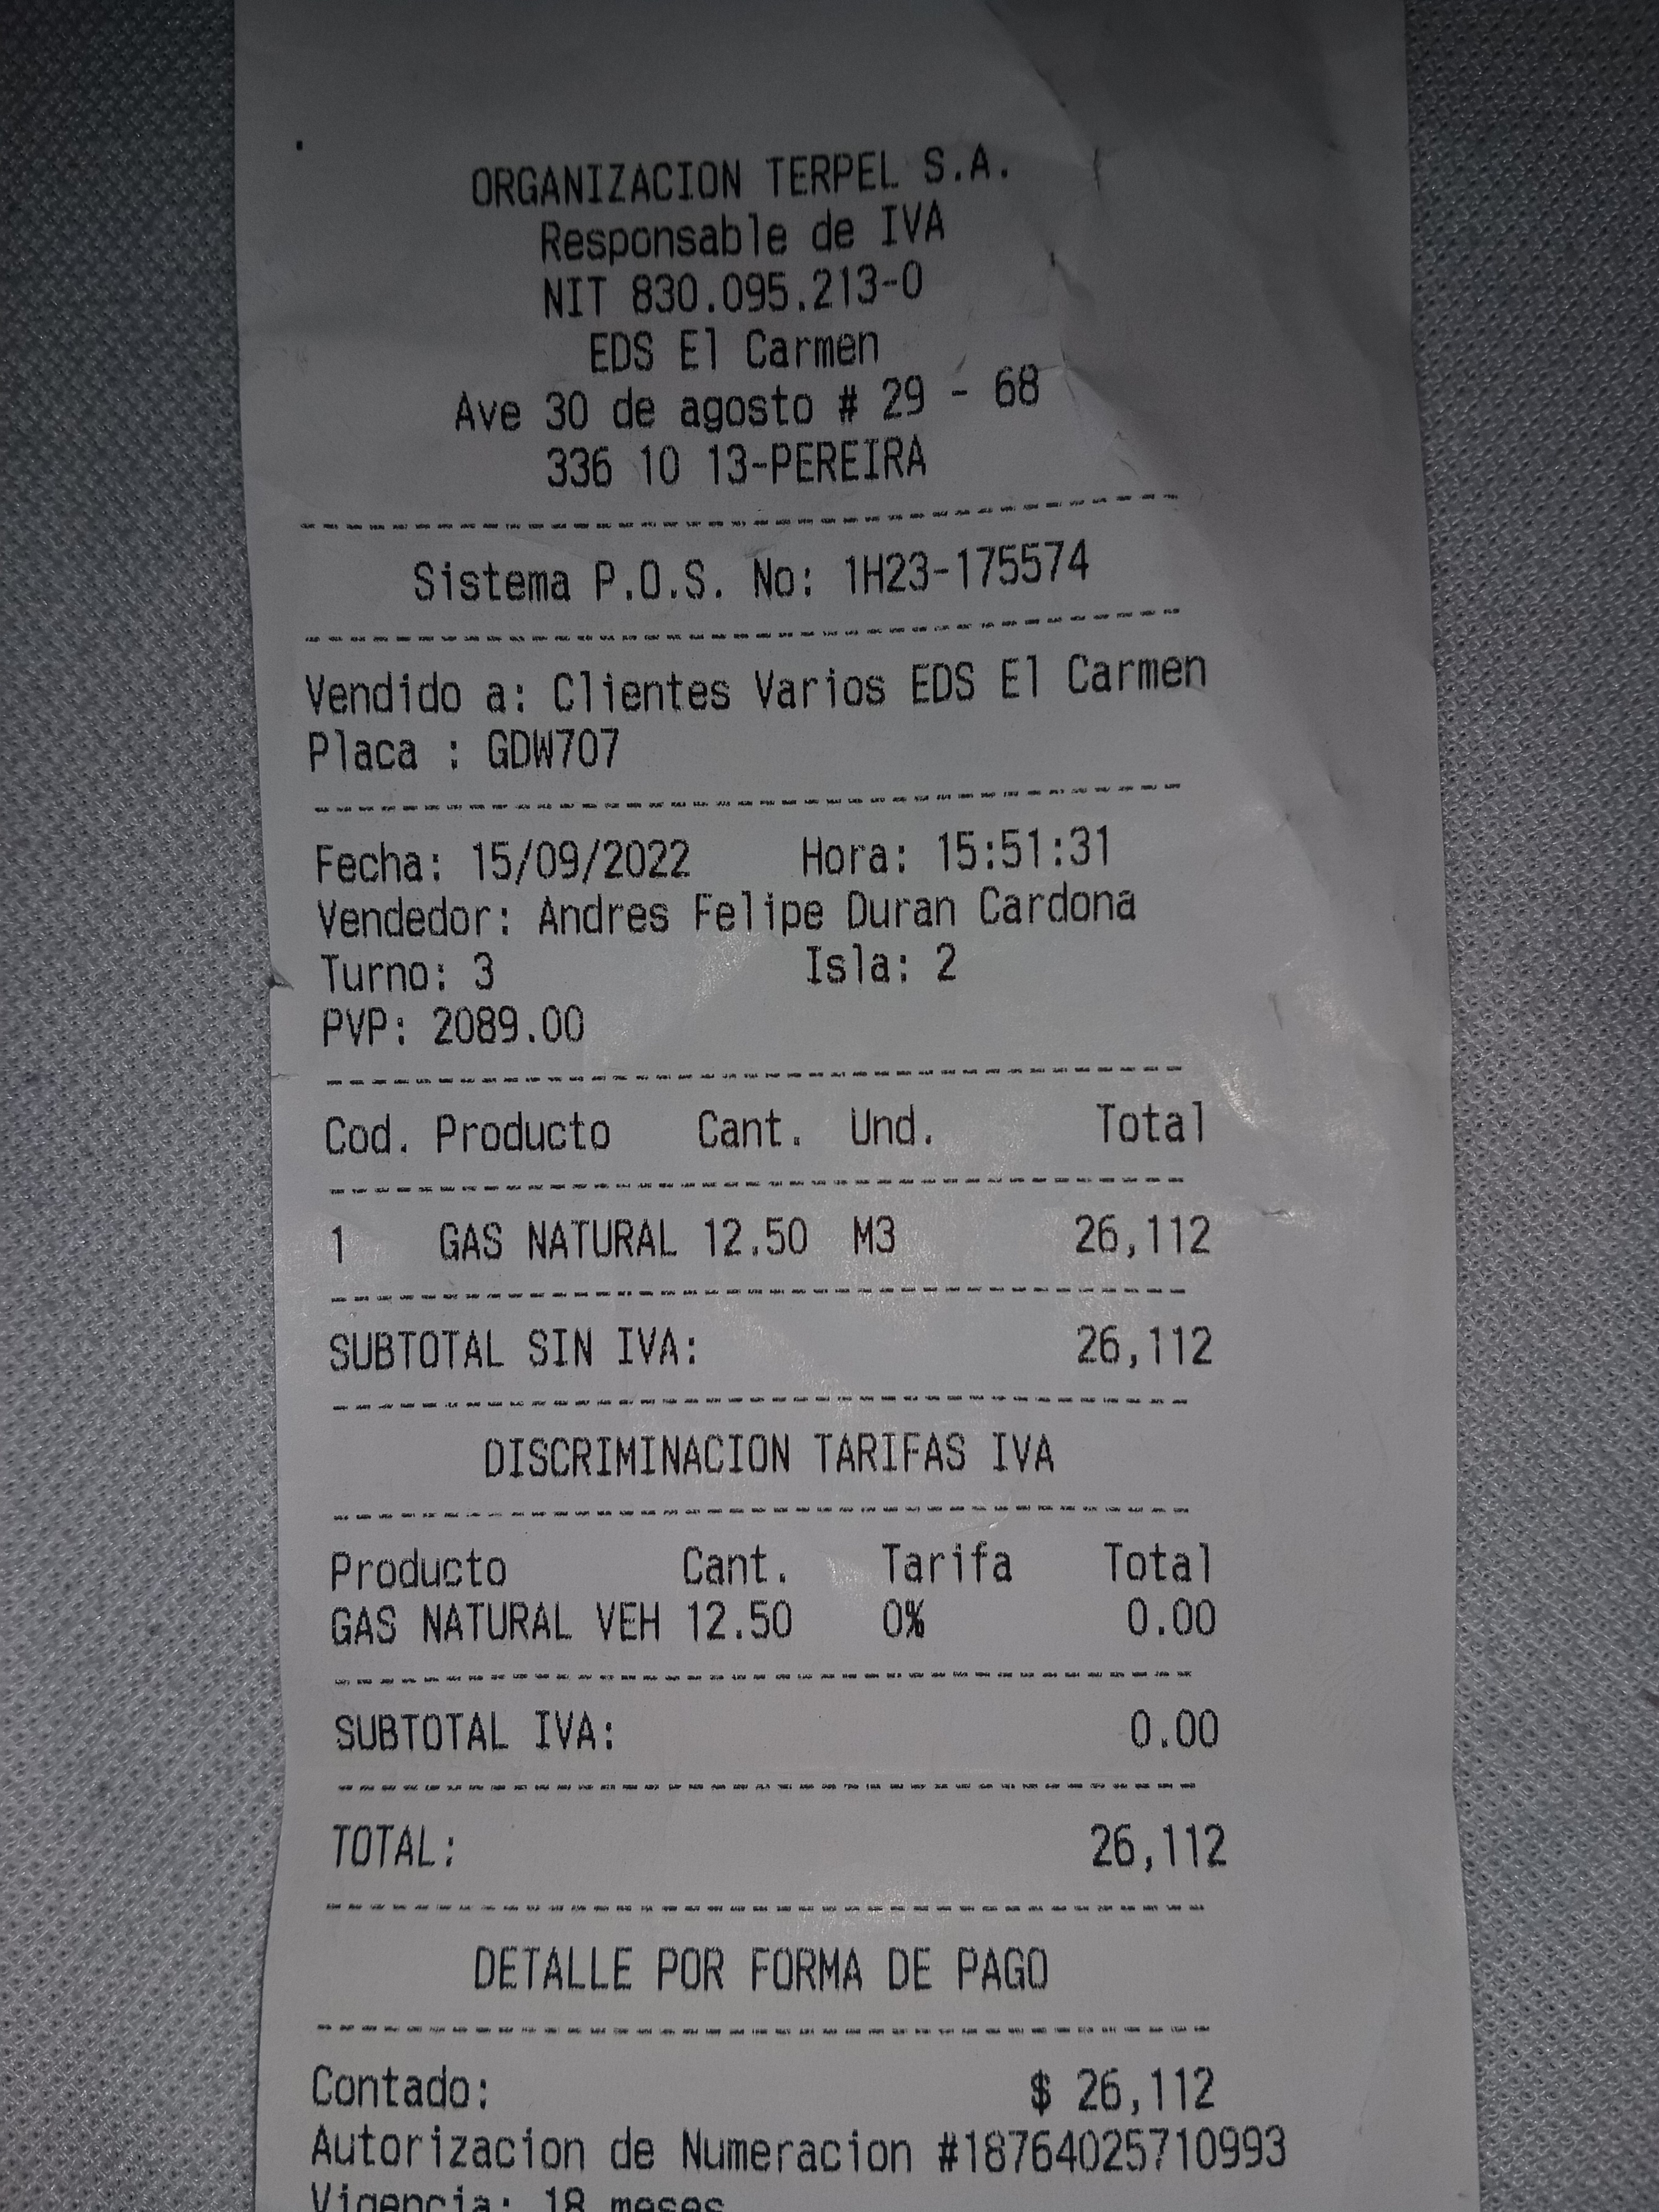 ORGANIZACION TERPEL S.A.
Responsable de IVA
NIT 830.095.213-0
EDS El Carmen
Ave 30 de agosto # 29 - 68
336 10 13-PEREIRA
Sistema P.O.S. No: 1H23-175574
Vendido a: Clientes Varios EDS El Carmen
Placa : GDW707
Fecha: 15/09/2022 Hora: 15:51:31
Vendedor: Andres Felipe Duran Cardona
Turno: 3 Isla: 2
PVP: 2089.00
Cod. Producto Cant. Und. Total
1 GAS NATURAL 12.50 M3 26,112
SUBTOTAL SIN IVA: 26,112
DISCRIMINACION TARIFAS IVA
Producto Cant. Tarifa Total
GAS NATURAL VEH 12.50 0% 0.00
SUBTOTAL IVA: 0.00
TOTAL: 26,112
DETALLE POR FORMA DE PAGO
Contado: $ 26,112
Autorizacion de Numeracion #18764025710993
Vigencia: 18 meses